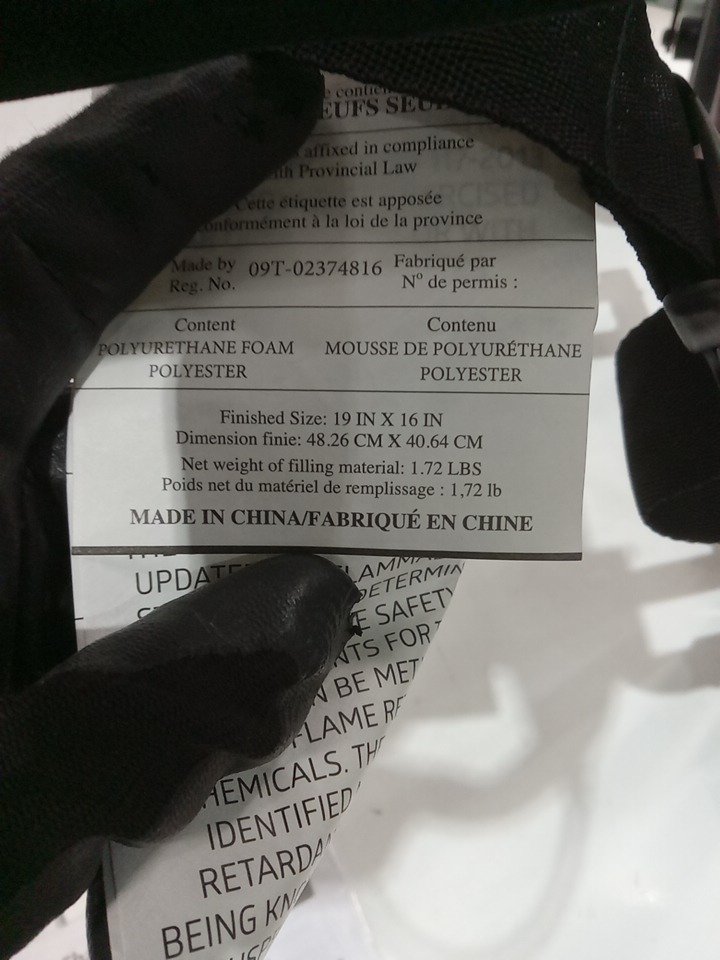 affixed in compliance
Provincial Law
Cette étiquette est apposée
conformément à la loi de la province
Made by 09T-02374816 Fabriqué par
Reg. No. Nº de permis :
Content Contenu
POLYURETHANE FOAM MOUSSE DE POLYURÉTHANE
POLYESTER POLYESTER
Finished Size: 19 IN X 16 IN
Dimension finie: 48.26 CM X 40.64 CM
Net weight of filling material: 1.72 LBS
Poids net du matériel de remplissage : 1,72 lb
MADE IN CHINA/FABRIQUÉ EN CHINE
SAFETY
FOR
BE MET
FLAME
CHEMICALS.
IDENTIFIED
BEING